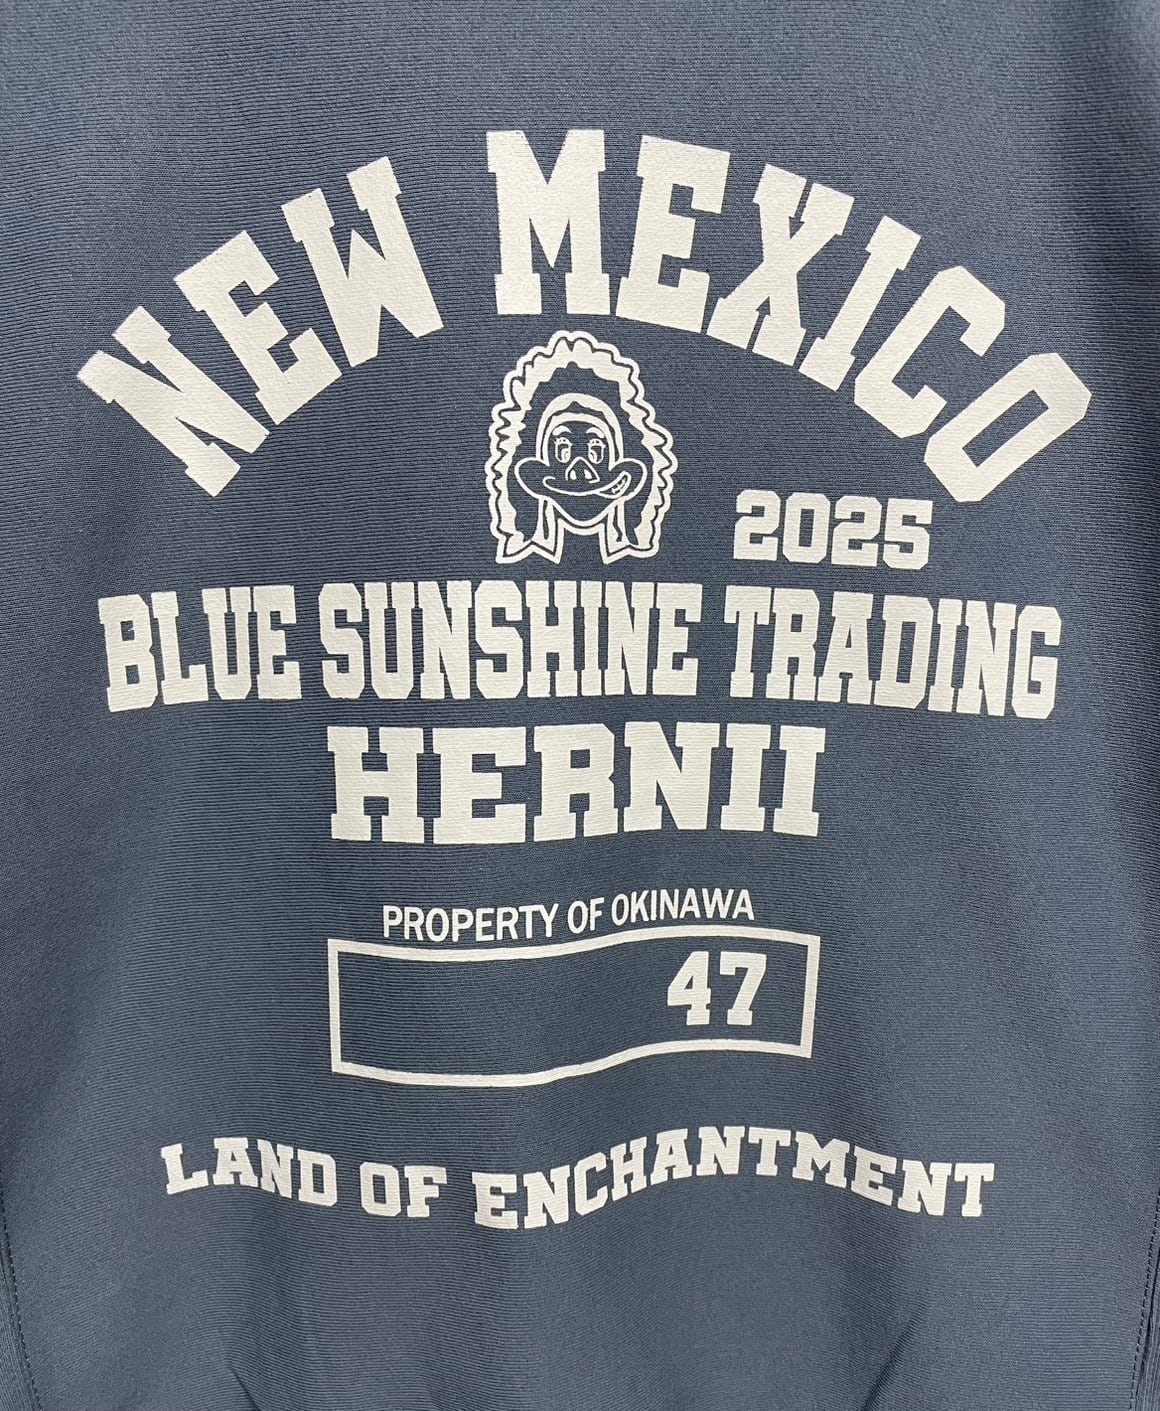 NEW MEXICO
2025
BLUE SUNSHINE TRADING
HERNII
PROPERTY OF OKINAWA
47
LAND OF ENCHANTMENT